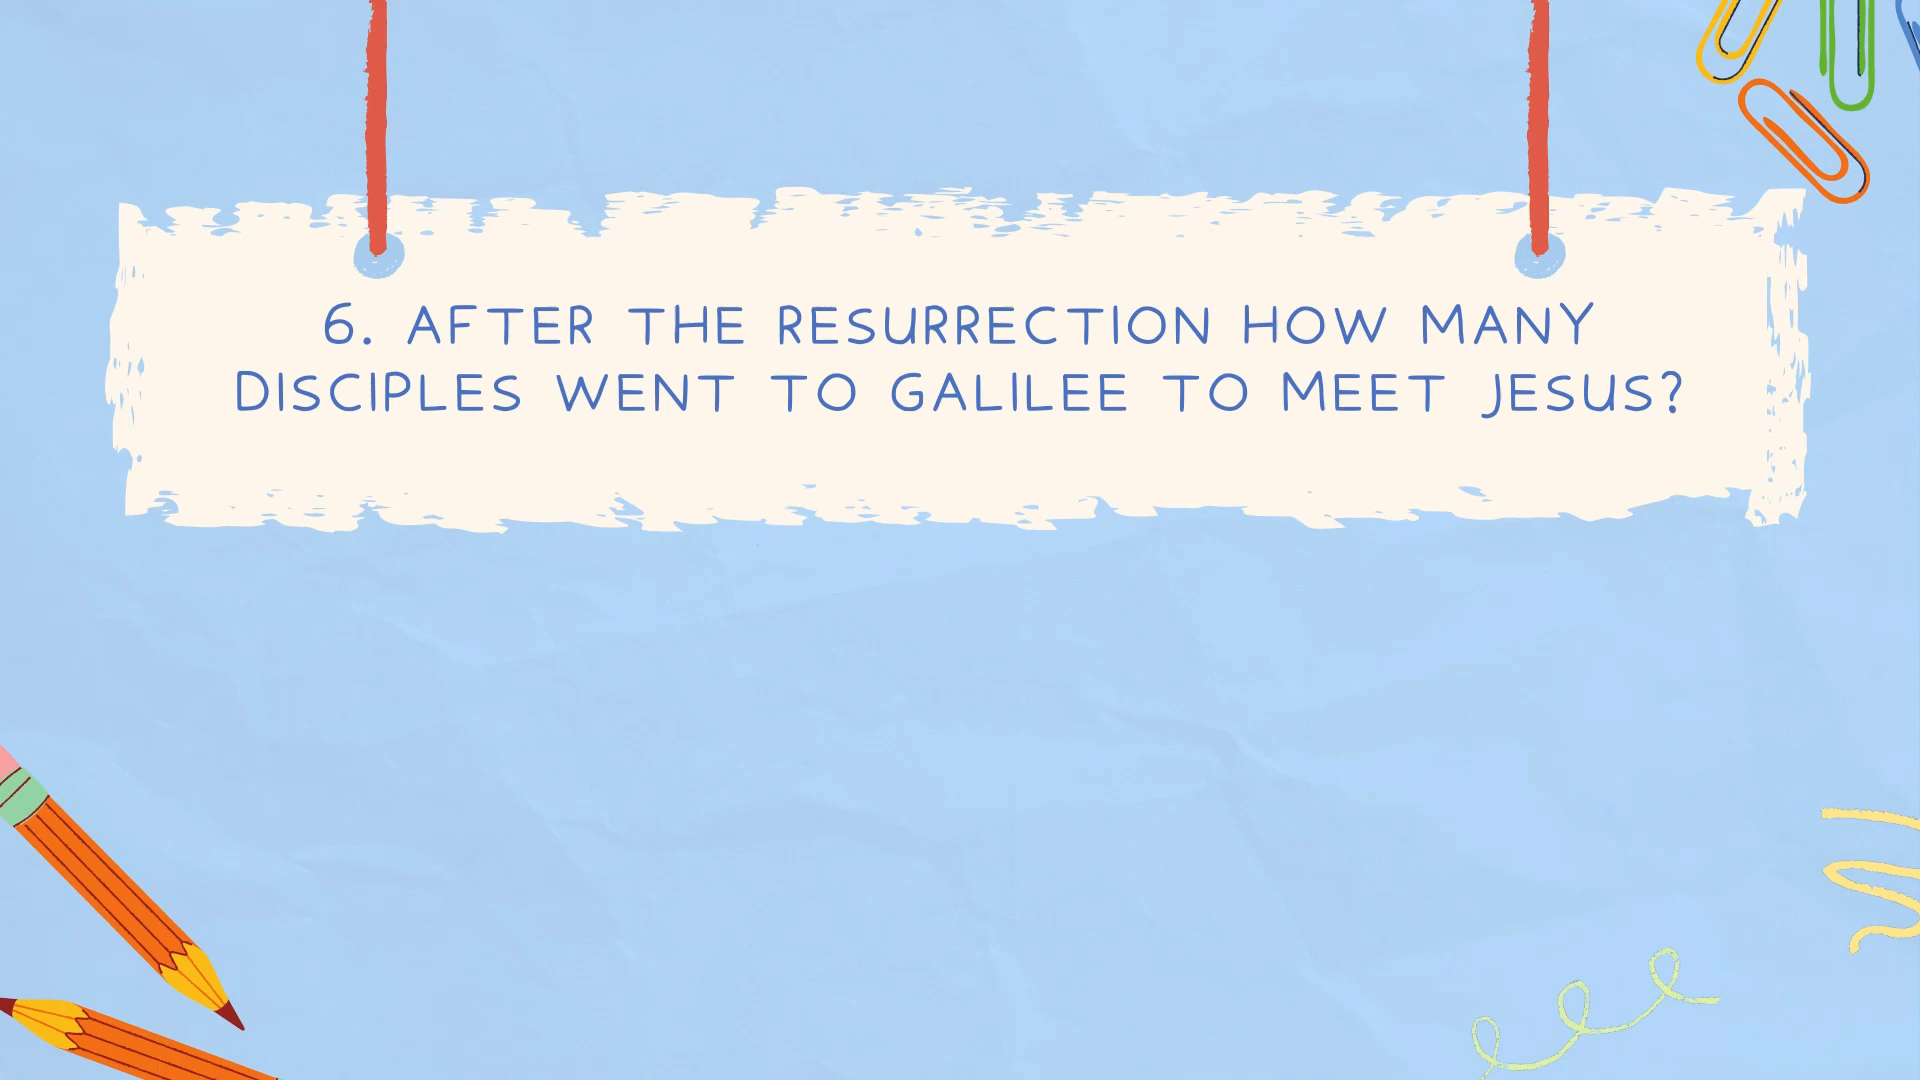 6. AFTER THE RESURRECTION HOW MANY
DISCIPLES WENT TO GALILEE TO MEET JESUS?